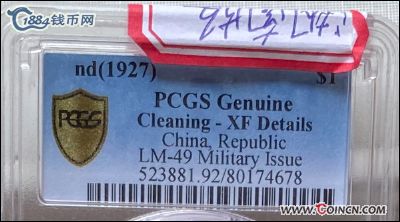 1884钱币网
nd(1927) $1
PCGS Genuine
Cleaning - XF Details
China, Republic
LM-49 Military Issue
523881.92/80174678
PCGS
www.COINCN.com